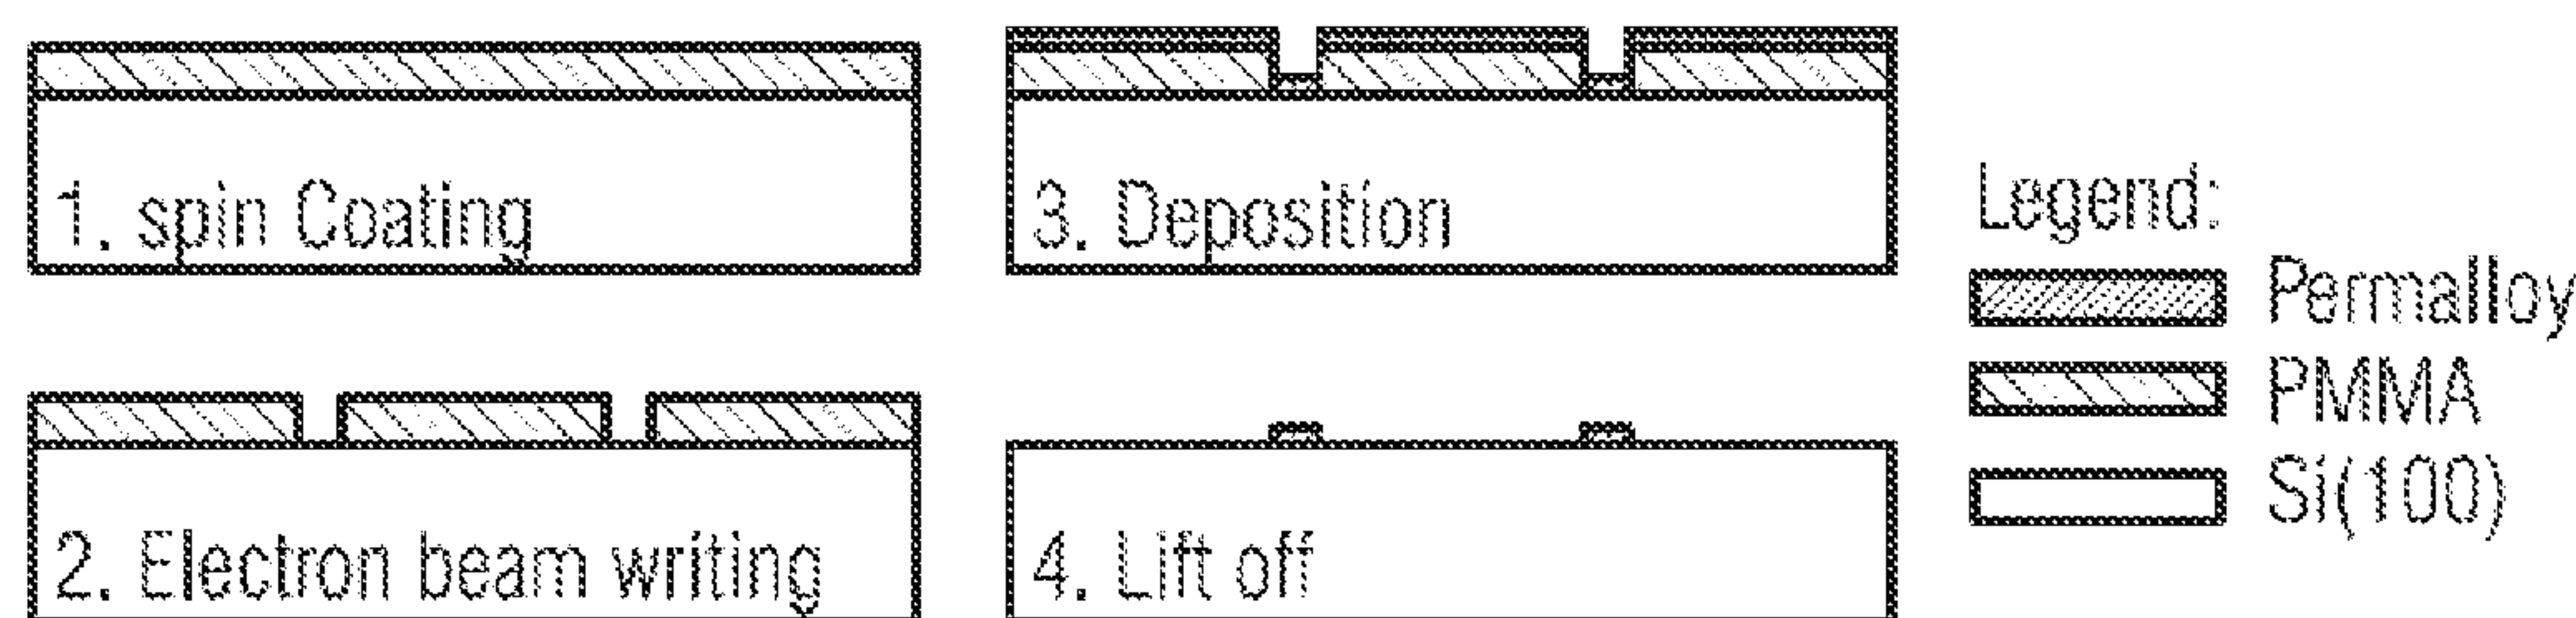 1. spin Coating
2. Electron beam writing
3. Deposition
4. Lift off
Legend:
Permalloy
PMMA
Si(100)